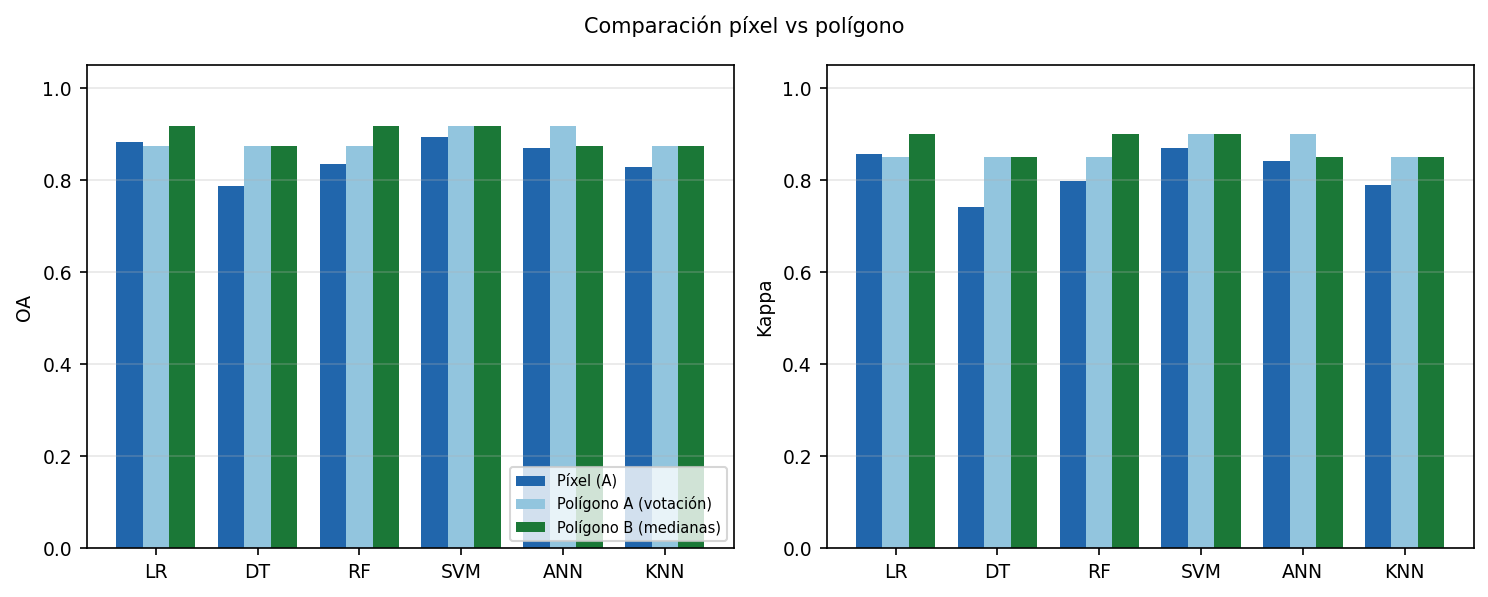 Comparación píxel vs polígono
OA
1.0
0.8
0.6
0.4
0.2
0.0
LR DT RF SVM ANN KNN
Píxel (A)
Polígono A (votación)
Polígono B (medianas)
Kappa
1.0
0.8
0.6
0.4
0.2
0.0
LR DT RF SVM ANN KNN